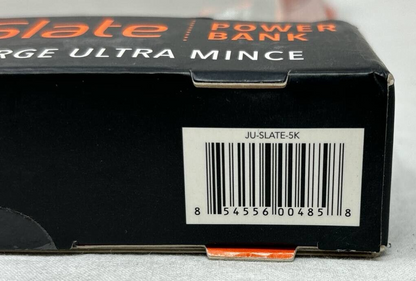 Slate POWER
BANK
RGE ULTRA MINCE
JU-SLATE-5K
8 54556 00485 8